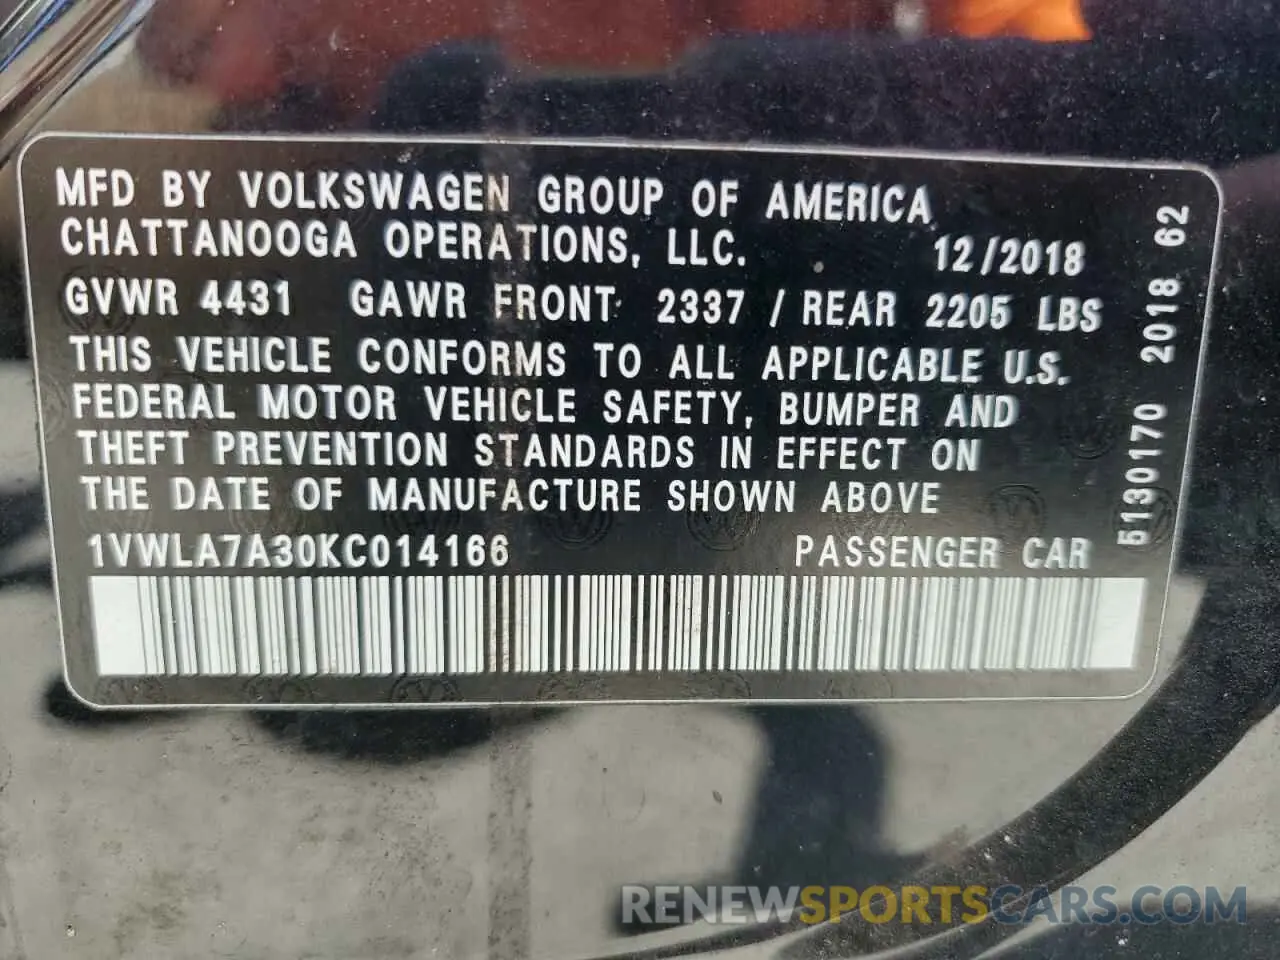 MFD BY VOLKSWAGEN GROUP OF AMERICA
CHATTANOOGA OPERATIONS, LLC. 12/2018
GVWR 4431 GAWR FRONT 2337 / REAR 2205 LBS
THIS VEHICLE CONFORMS TO ALL APPLICABLE U.S.
FEDERAL MOTOR VEHICLE SAFETY, BUMPER AND
THEFT PREVENTION STANDARDS IN EFFECT ON
THE DATE OF MANUFACTURE SHOWN ABOVE
1VWLA7A30KC014166 PASSENGER CAR
5130170 2018 62
RENEWSPORTSCARS.COM